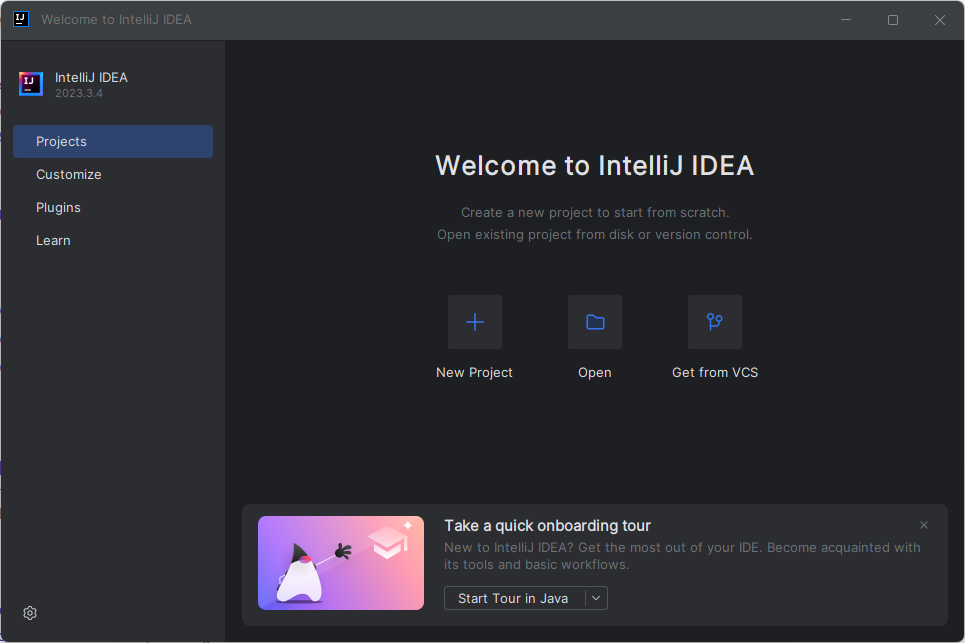 Welcome to IntelliJ IDEA
IJ
IntelliJ IDEA
2023.3.4
Projects
Customize
Plugins
Learn
Welcome to IntelliJ IDEA
Create a new project to start from scratch.
Open existing project from disk or version control.
New Project
Open
Get from VCS
Take a quick onboarding tour
New to IntelliJ IDEA? Get the most out of your IDE. Become acquainted with
its tools and basic workflows.
Start Tour in Java